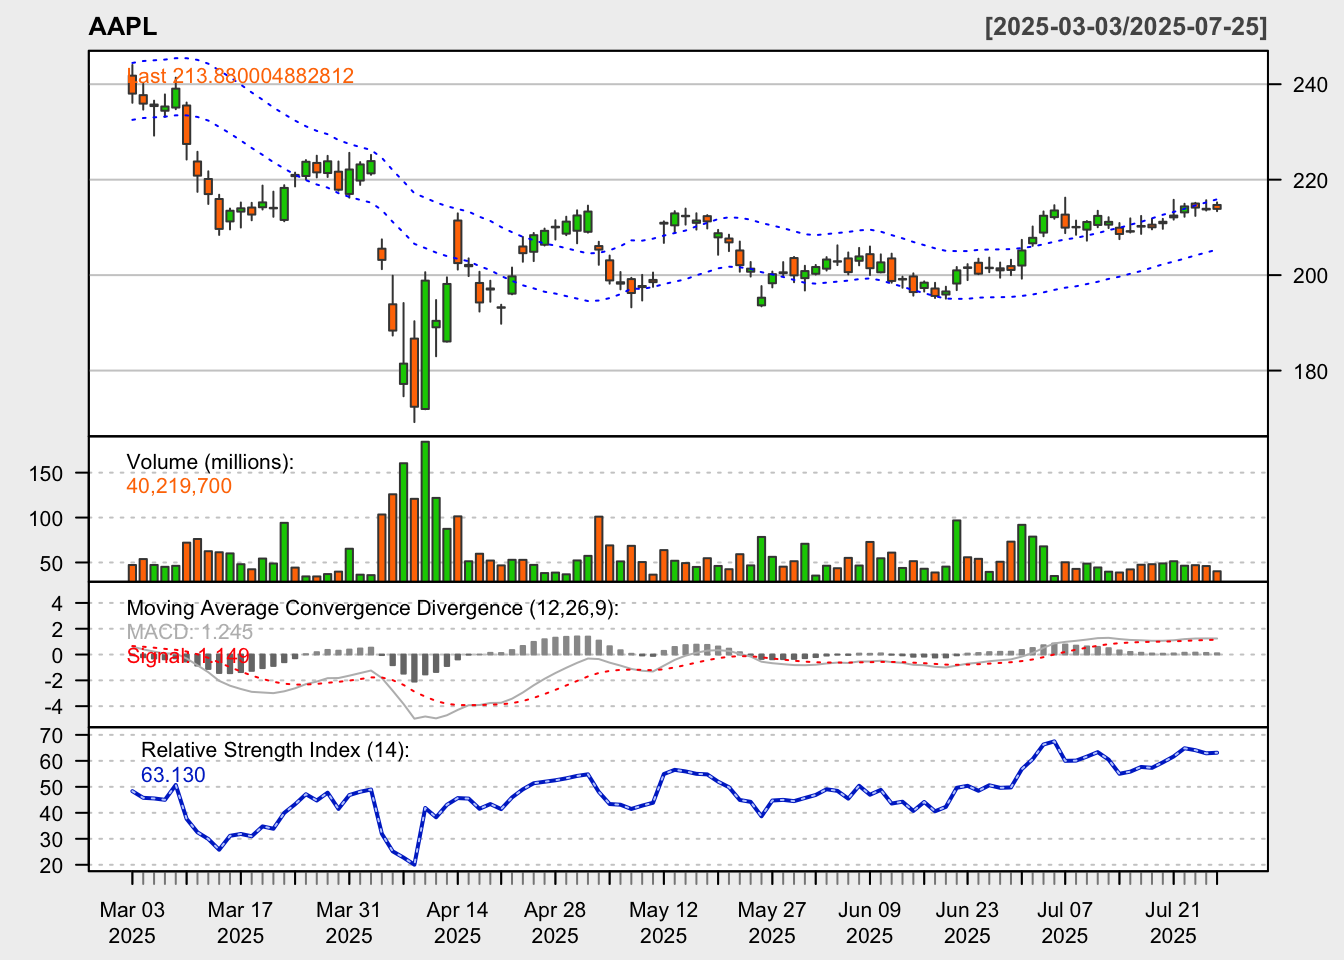 AAPL [2025-03-03/2025-07-25]
Last 213.880004882812
240
220
200
180
Volume (millions):
40,219,700
150
100
50
Moving Average Convergence Divergence (12,26,9):
MACD: 1.245
Signal: 1.149
4
2
0
-2
-4
Relative Strength Index (14):
63.130
70
60
50
40
30
20
Mar 03 Mar 17 Mar 31 Apr 14 Apr 28 May 12 May 27 Jun 09 Jun 23 Jul 07 Jul 21
2025 2025 2025 2025 2025 2025 2025 2025 2025 2025 2025